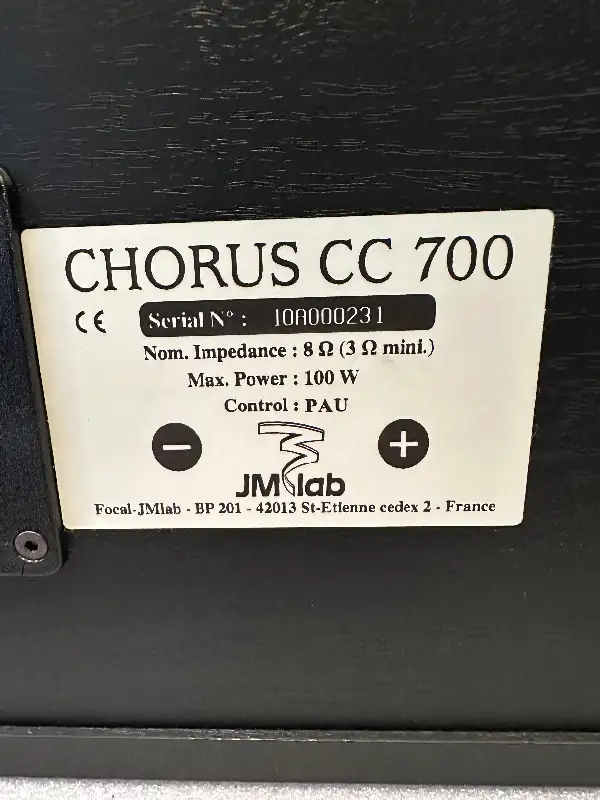 CHORUS CC 700
CE Serial N° : I0A000231
Nom. Impedance : 8 Ω (3 Ω mini.)
Max. Power : 100 W
Control : PAU
− +
JMlab
Focal-JMlab - BP 201 - 42013 St-Etienne cedex 2 - France